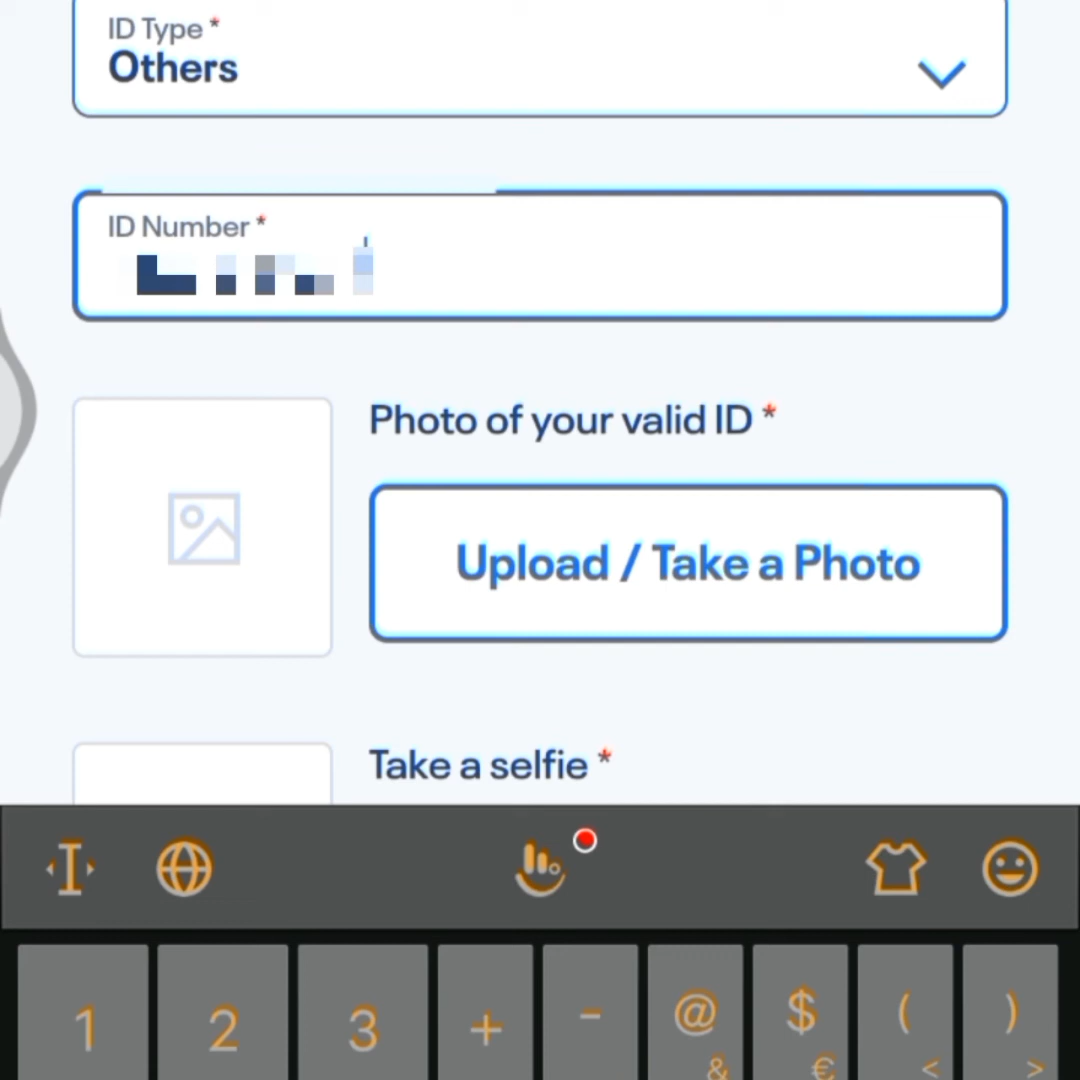 ID Type *
Others
ID Number *
Photo of your valid ID *
Upload / Take a Photo
Take a selfie *
1 2 3 + - @ $ ( )
& € < >